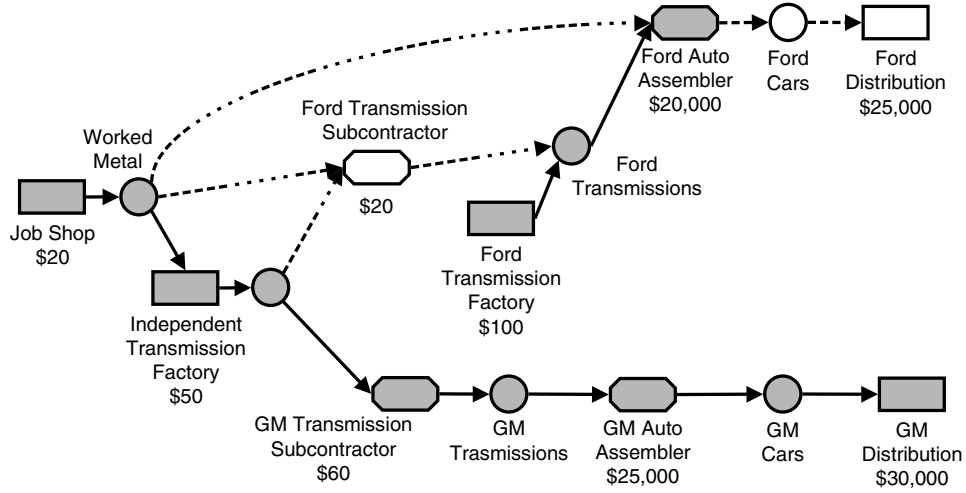 Ford Auto
Assembler
$20,000
Ford
Cars
Ford
Distribution
$25,000
Ford Transmission
Subcontractor
$20
Worked
Metal
Ford
Transmissions
Job Shop
$20
Ford
Transmission
Factory
$100
Independent
Transmission
Factory
$50
GM Transmission
Subcontractor
$60
GM
Trasmissions
GM Auto
Assembler
$25,000
GM
Cars
GM
Distribution
$30,000